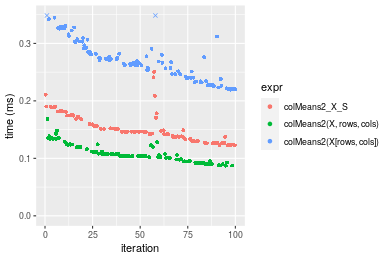 time (ms)
0.3
0.2
0.1
0.0
0
25
50
75
100
iteration
expr
colMeans2_X_S
colMeans2(X, rows, cols)
colMeans2(X[rows, cols])